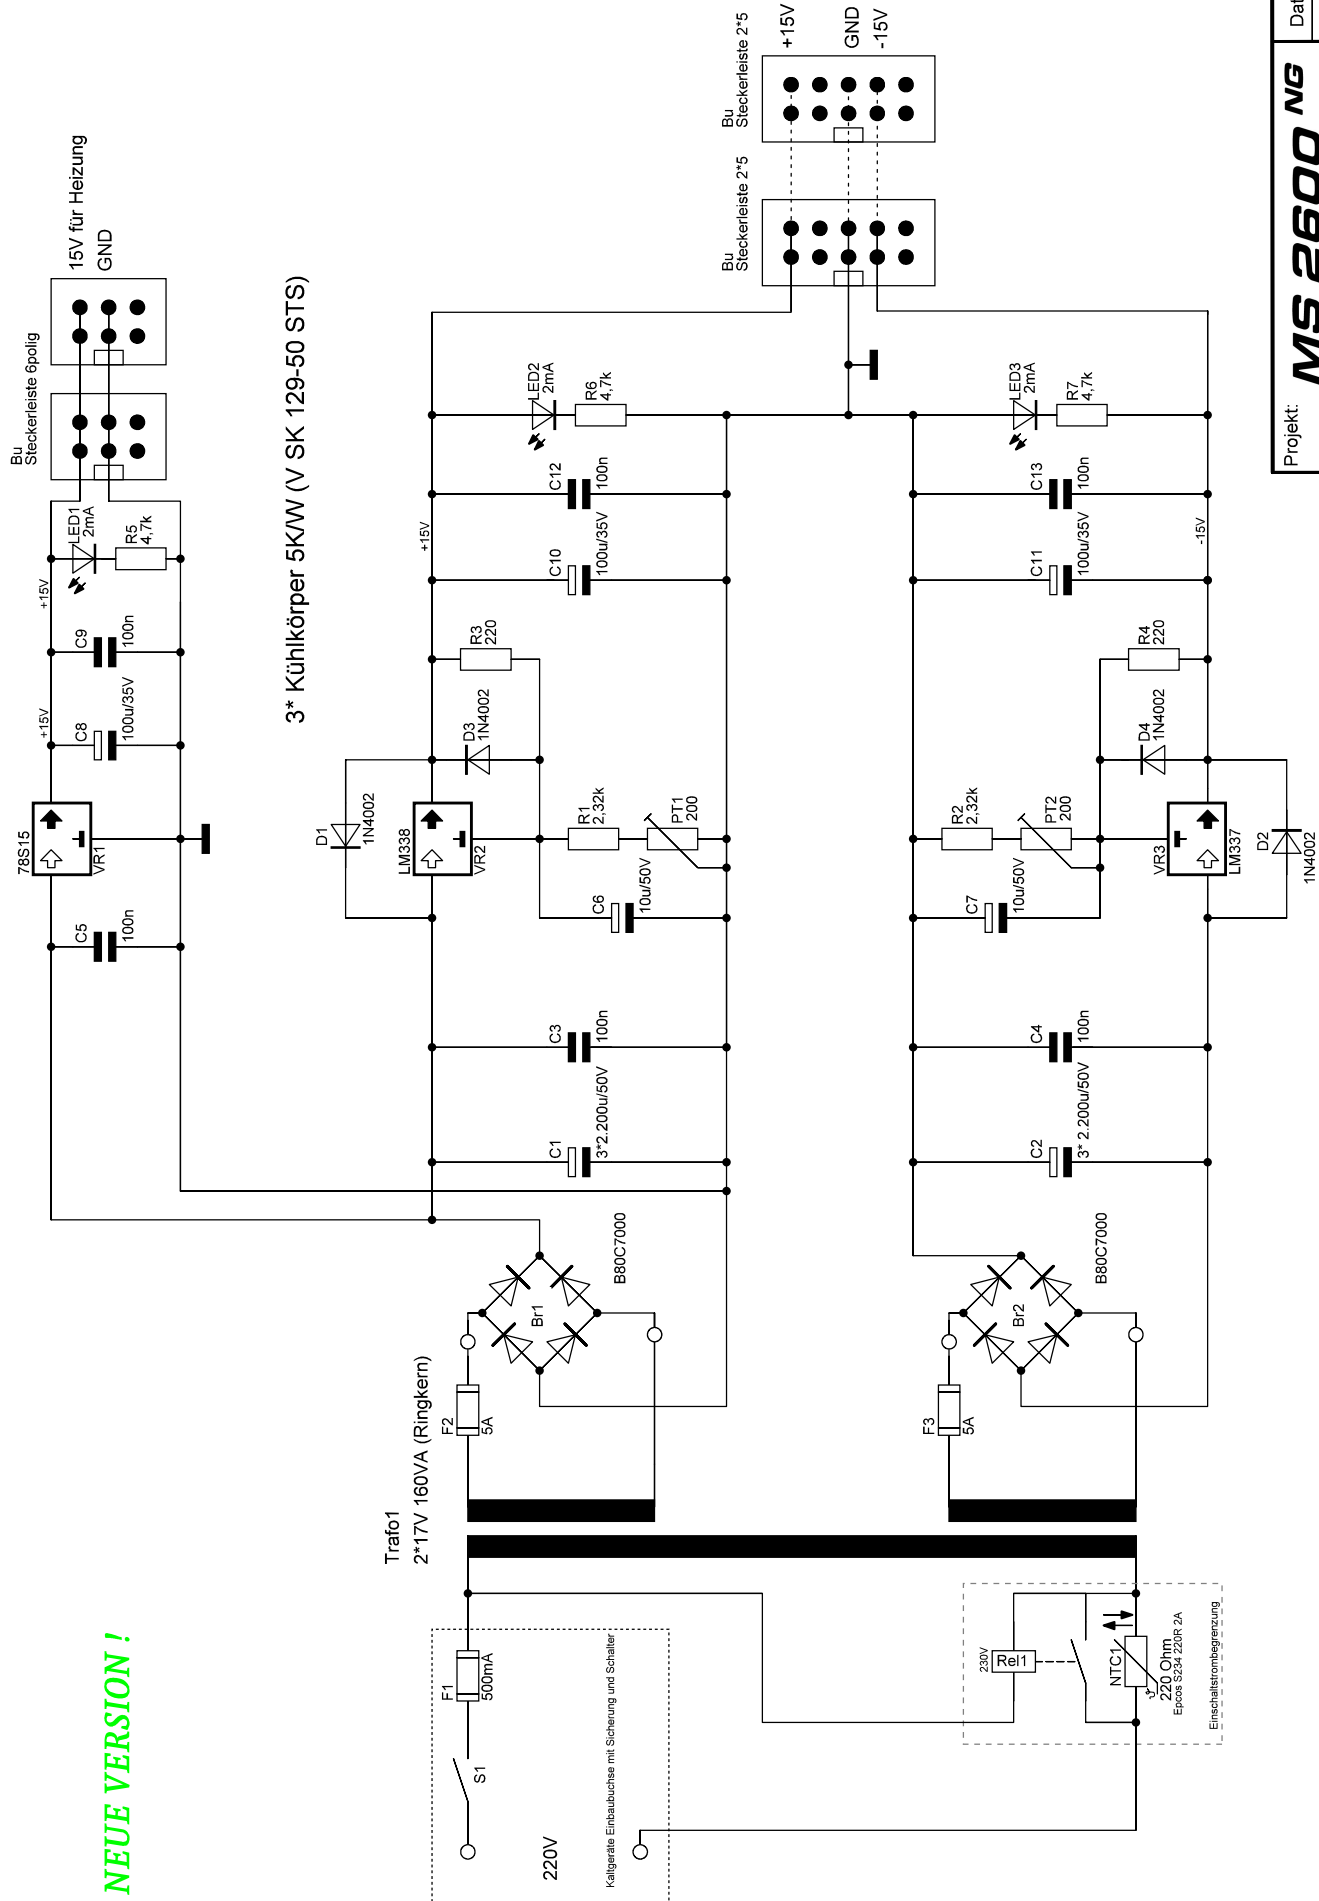 NEUE VERSION !
220V
Kaltgeräte Einbaubuchse mit Sicherung und Schalter
S1
F1
500mA
Trafo1
2*17V 160VA (Ringkern)
230V
Rel1
NTC1
220 Ohm
Epcos S234 220R 2A
Einschaltstrombegrenzung
F2
5A
Br1
B80C7000
F3
5A
Br2
B80C7000
C1
3*2.200u/50V
C3
100n
C2
3* 2.200u/50V
C4
100n
C5
100n
78S15
VR1
+15V
C8
100u/35V
C9
100n
+15V
LED1
2mA
R5
4,7k
Bu
Steckerleiste 6polig
15V für Heizung
GND
3* Kühlkörper 5K/W (V SK 129-50 STS)
D1
1N4002
LM338
VR2
C6
10u/50V
R1
2,32k
PT1
200
D3
1N4002
R3
220
+15V
C10
100u/35V
C12
100n
LED2
2mA
R6
4,7k
C7
10u/50V
R2
2,32k
PT2
200
VR3
LM337
D2
1N4002
D4
1N4002
R4
220
-15V
C11
100u/35V
C13
100n
LED3
2mA
R7
4,7k
Bu
Steckerleiste 2*5
Bu
Steckerleiste 2*5
+15V
GND
-15V
Projekt:
MS 2600 NG
Dat